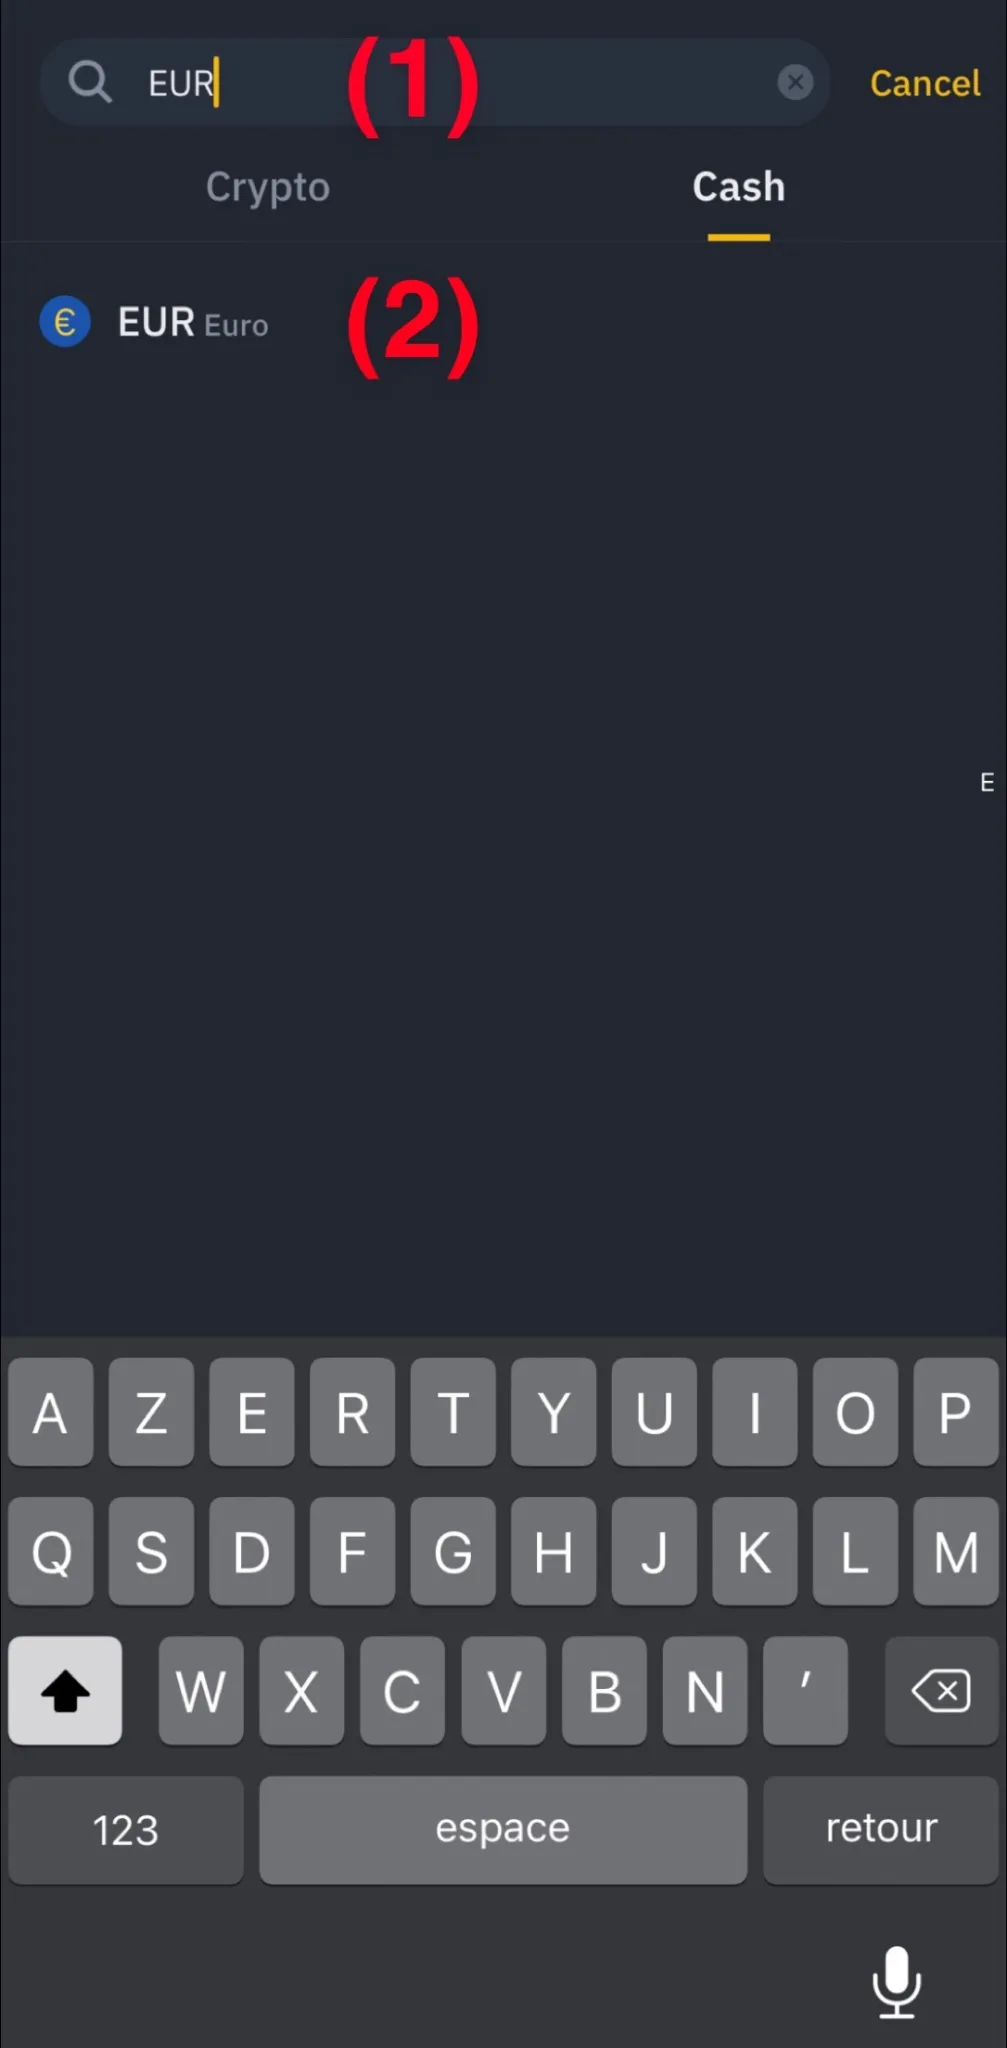 EUR (1) Cancel
Crypto Cash
€ EUR Euro (2)
E
A Z E R T Y U I O P
Q S D F G H J K L M
W X C V B N ’
123 espace retour